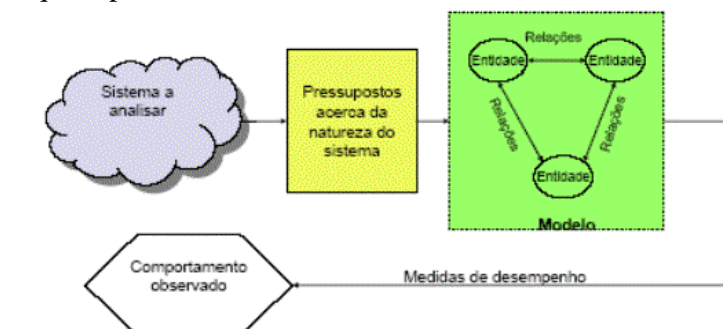 Sistema a
analisar
Pressupostos
acerca da
natureza do
sistema
Relações
Entidade
Entidade
Relações
Relações
Entidade
Modelo
Comportamento
observado
Medidas de desempenho